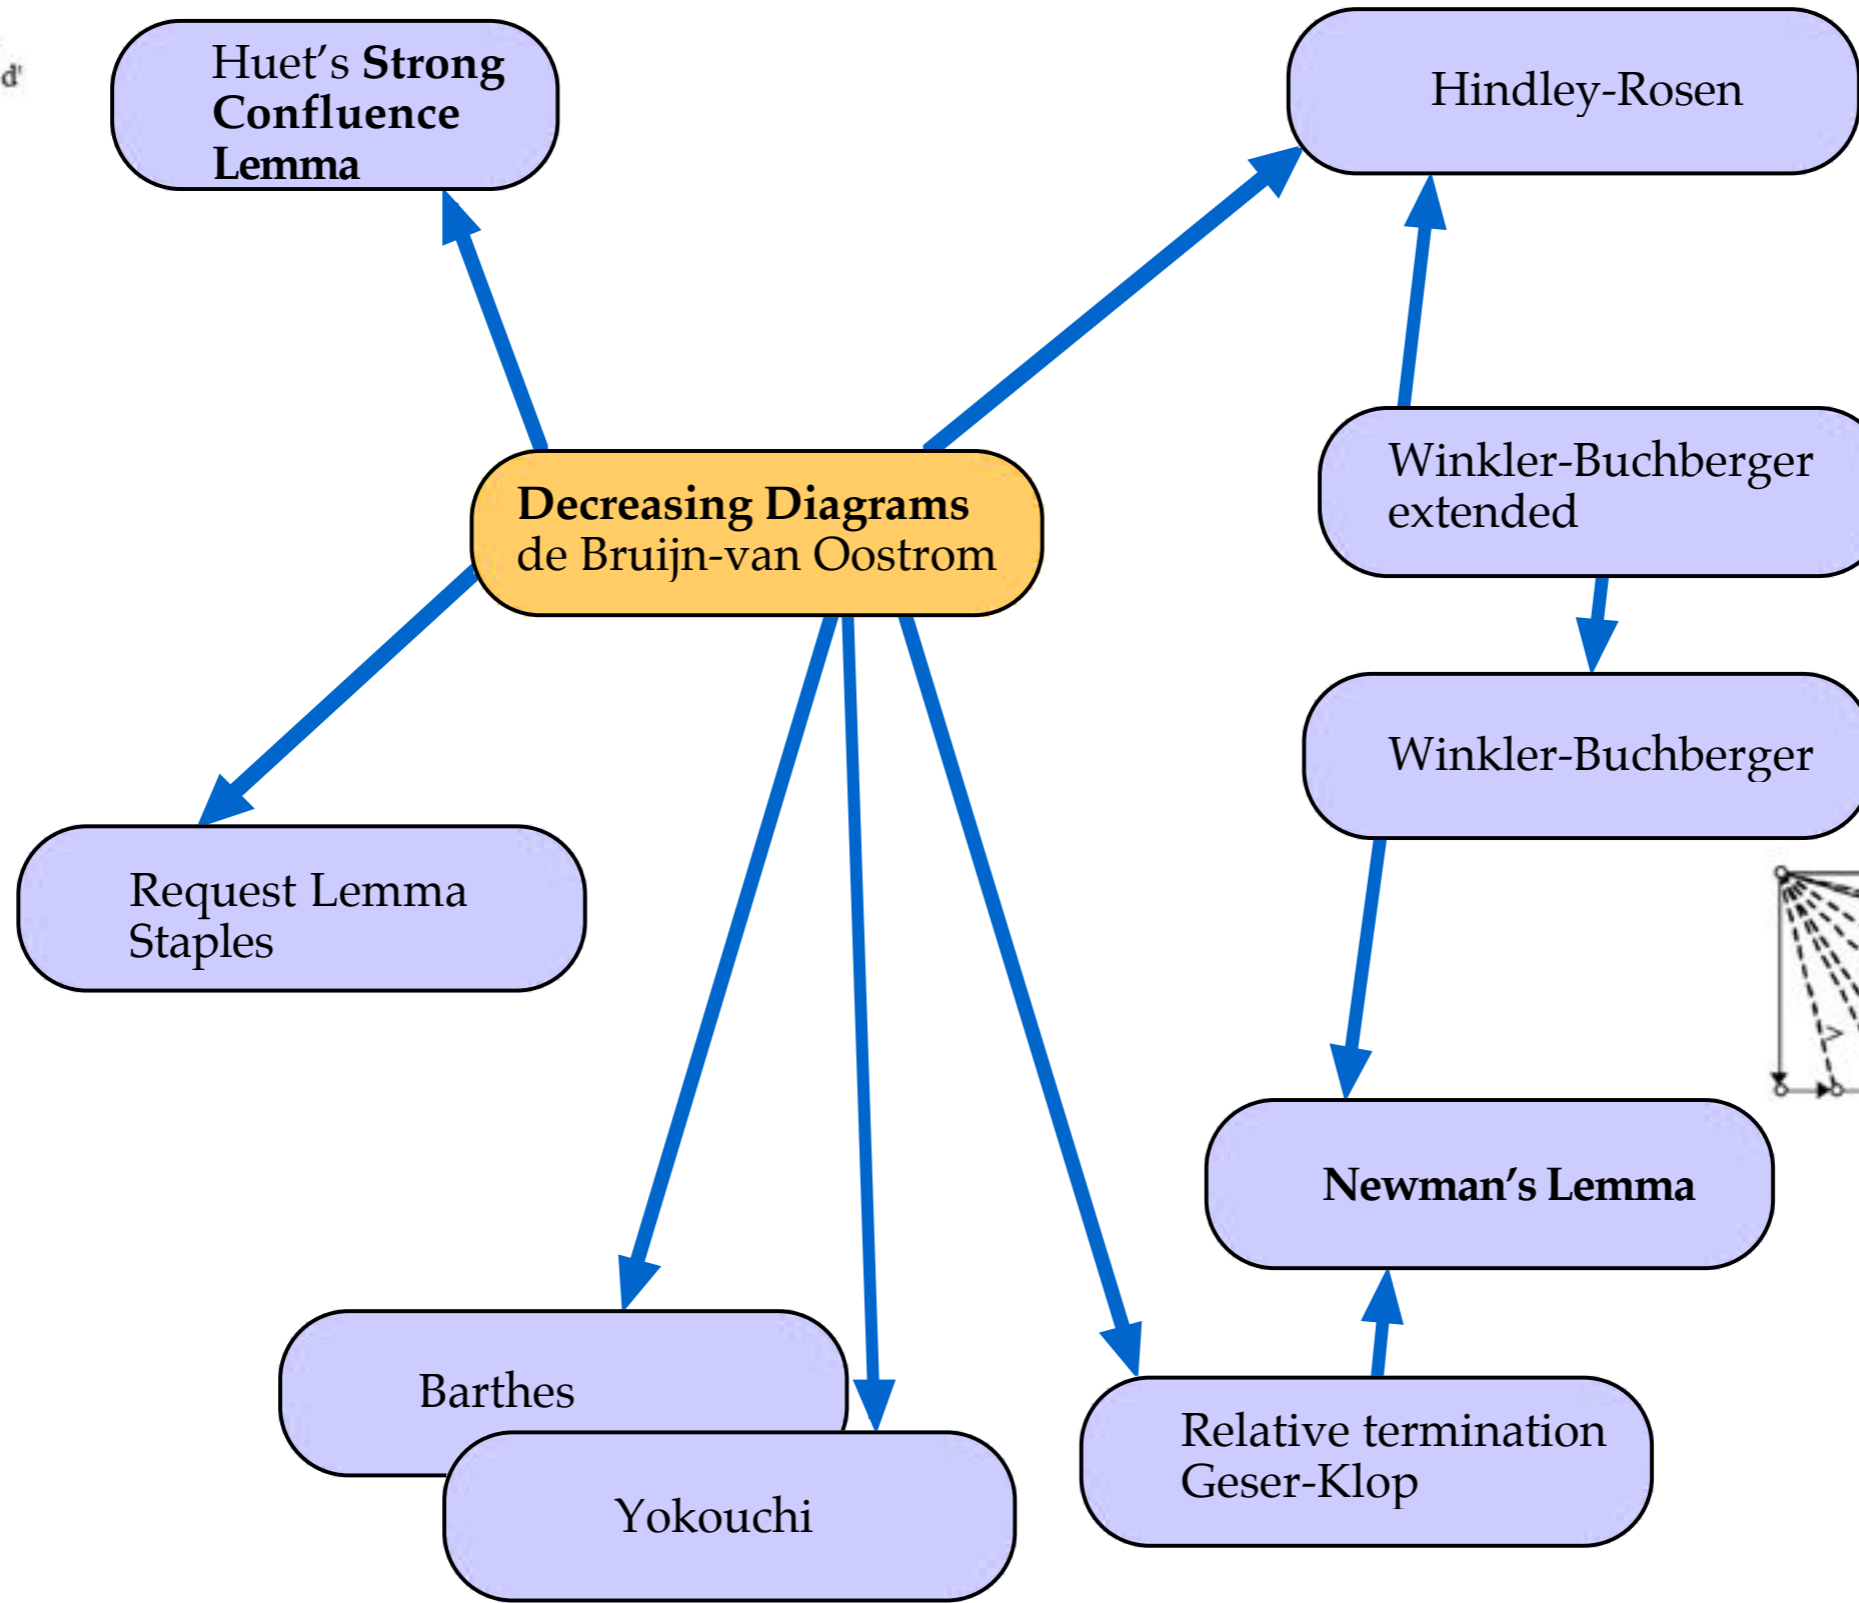 d'
Huet's Strong
Confluence
Lemma
Hindley-Rosen
Decreasing Diagrams
de Bruijn-van Oostrom
Winkler-Buchberger
extended
Winkler-Buchberger
Request Lemma
Staples
>
Newman's Lemma
Barthes
Yokouchi
Relative termination
Geser-Klop